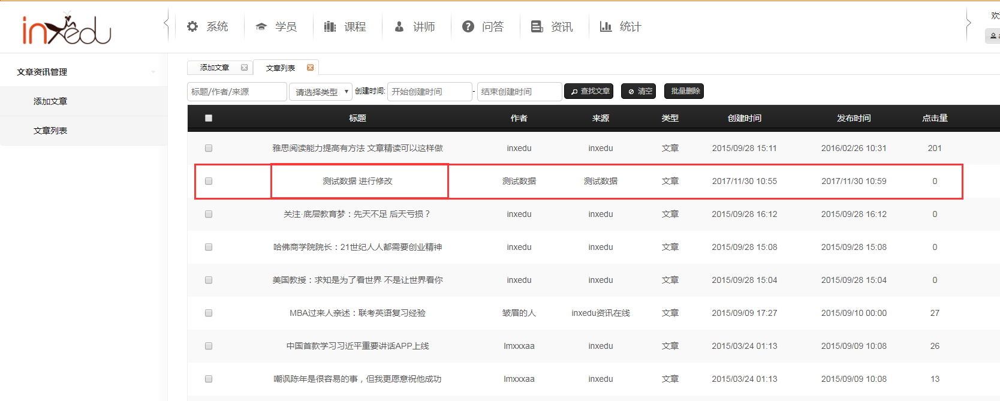 inxedu
系统 学员 课程 讲师 问答 资讯 统计
文章资讯管理
添加文章
文章列表
添加文章 文章列表
标题/作者/来源 请选择类型 创建时间: 开始创建时间 - 结束创建时间 查找文章 清空 批量删除
标题 作者 来源 类型 创建时间 发布时间 点击量
雅思阅读能力提高有方法 文章精读可以这样做 inxedu inxedu 文章 2015/09/28 15:11 2016/02/26 10:31 201
测试数据 进行修改 测试数据 测试数据 文章 2017/11/30 10:55 2017/11/30 10:59 0
关注·底层教育梦：先天不足 后天亏损？ inxedu inxedu 文章 2015/09/28 16:12 2015/09/28 16:12 0
哈佛商学院院长：21世纪人人都需要创业精神 inxedu inxedu 文章 2015/09/28 15:08 2015/09/28 15:08 0
美国教授：求知是为了看世界 不是让世界看你 inxedu inxedu 文章 2015/09/28 15:04 2015/09/28 15:04 0
MBA过来人亲述：联考英语复习经验 皱眉的人 inxedu资讯在线 文章 2015/09/09 17:27 2015/09/10 00:00 27
中国首款学习习近平重要讲话APP上线 lmxxxaa inxedu 文章 2015/03/24 01:13 2015/09/09 10:08 26
嘲讽陈年是很容易的事，但我更愿意祝他成功 lmxxxaa inxedu 文章 2015/03/24 01:13 2015/09/09 10:08 13